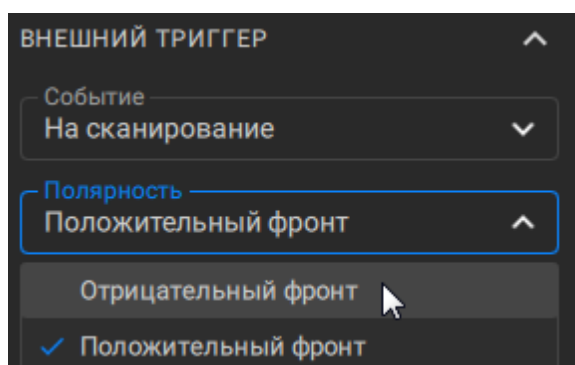 ВНЕШНИЙ ТРИГГЕР
Событие
На сканирование
Полярность
Положительный фронт
Отрицательный фронт
Положительный фронт